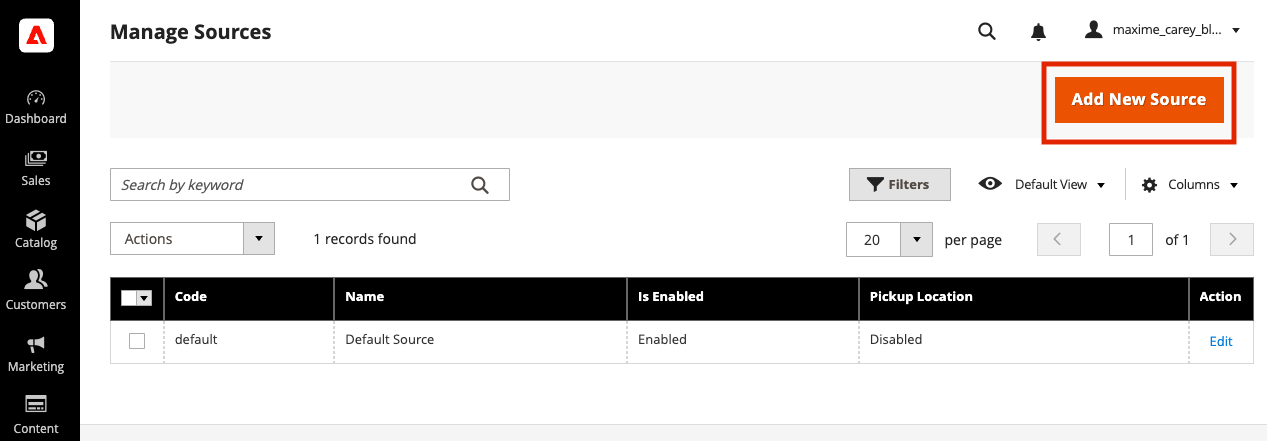 Manage Sources
maxime_carey_bl...
Add New Source
Dashboard
Sales
Catalog
Customers
Marketing
Content
Search by keyword
Filters
Default View
Columns
Actions
1 records found
20
per page
1
of 1
Code Name Is Enabled Pickup Location Action
default Default Source Enabled Disabled Edit